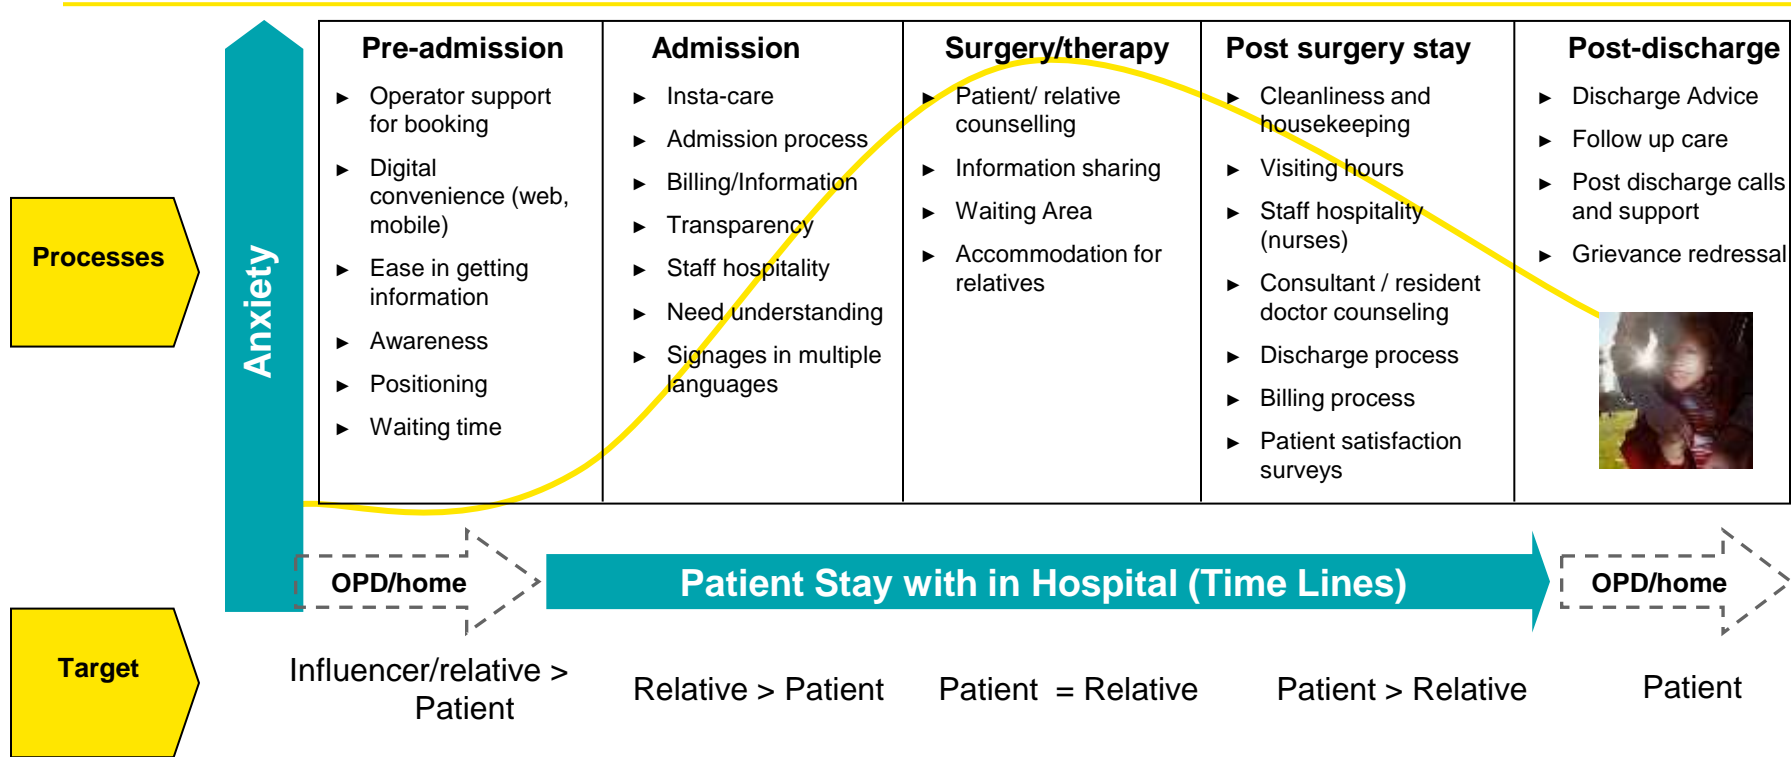 Pre-admission
► Operator support
for booking
► Digital
convenience (web,
mobile)
► Ease in getting
information
► Awareness
► Positioning
► Waiting time
Admission
► Insta-care
► Admission process
► Billing/Information
► Transparency
► Staff hospitality
► Need understanding
► Signages in multiple
languages
Surgery/therapy
► Patient/ relative
counselling
► Information sharing
► Waiting Area
► Accommodation for
relatives
Post surgery stay
► Cleanliness and
housekeeping
► Visiting hours
► Staff hospitality
(nurses)
► Consultant / resident
doctor counseling
► Discharge process
► Billing process
► Patient satisfaction
surveys
Post-discharge
► Discharge Advice
► Follow up care
► Post discharge calls
and support
► Grievance redressal
Processes
Anxiety
OPD/home
Patient Stay with in Hospital (Time Lines)
OPD/home
Target
Influencer/relative >
Patient
Relative > Patient
Patient = Relative
Patient > Relative
Patient